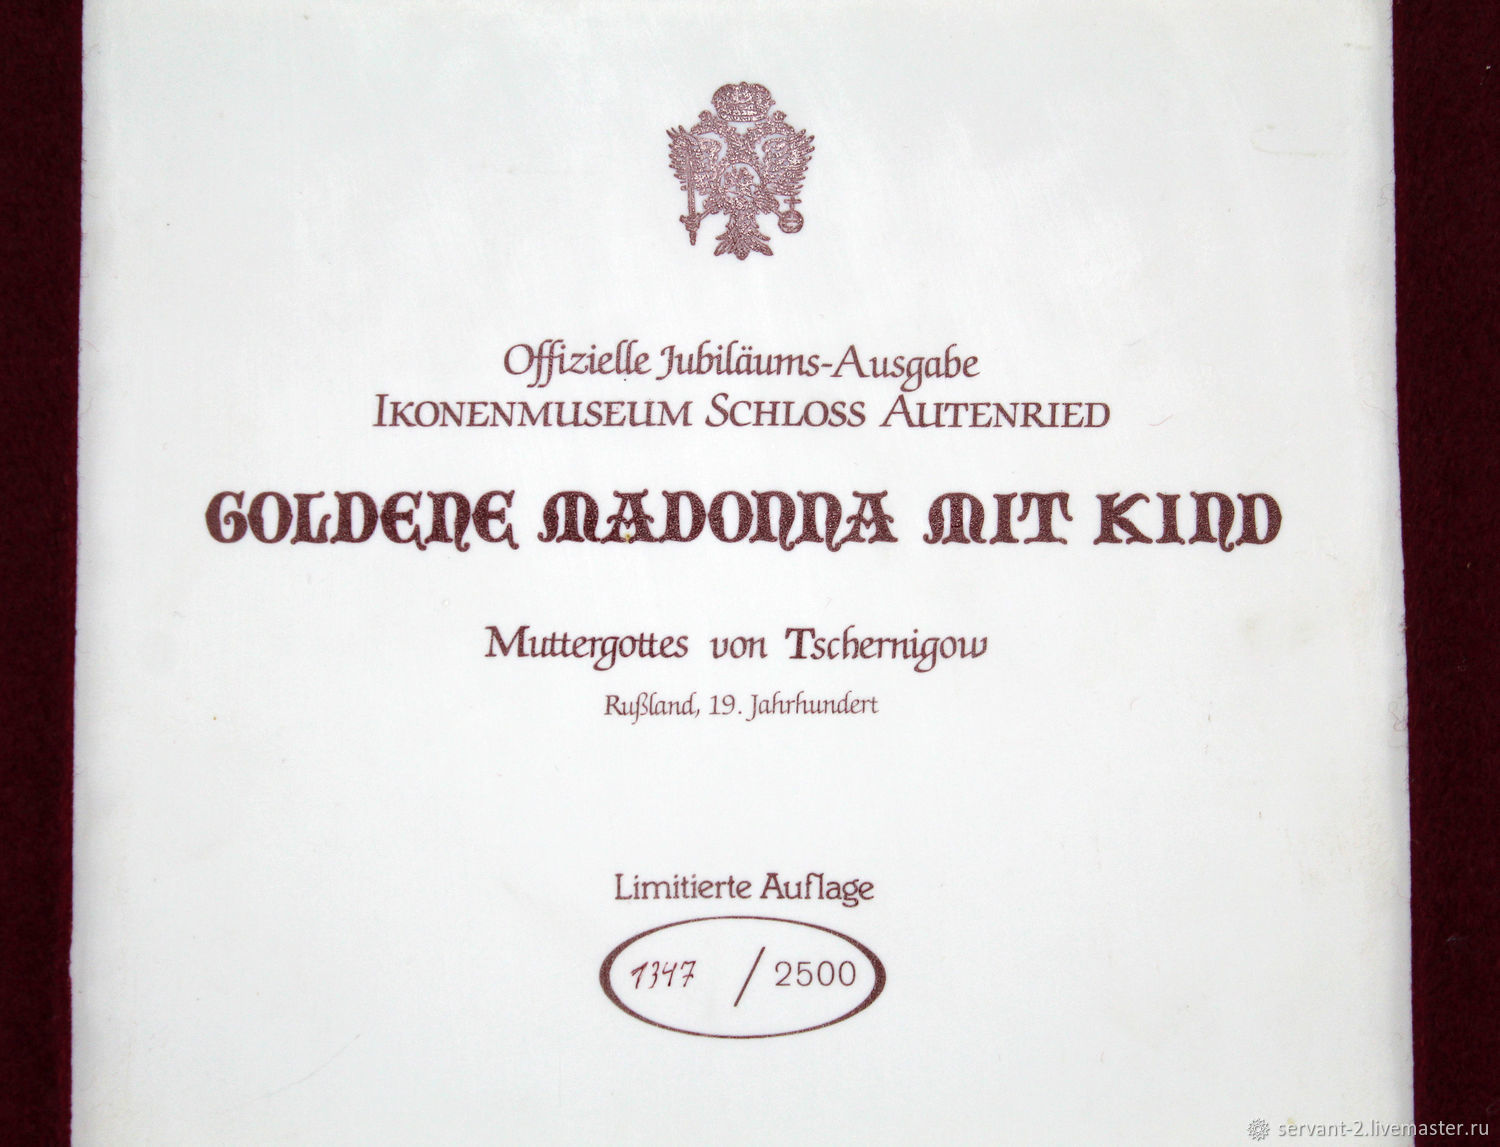 Offizielle Jubiläums-Ausgabe
IKONENMUSEUM SCHLOSS AUTENRIED
GOLDENE MADONNA MIT KIND
Muttergottes von Tschernigow
Rußland, 19. Jahrhundert
Limitierte Auflage
1347 / 2500
servant-2.livemaster.ru